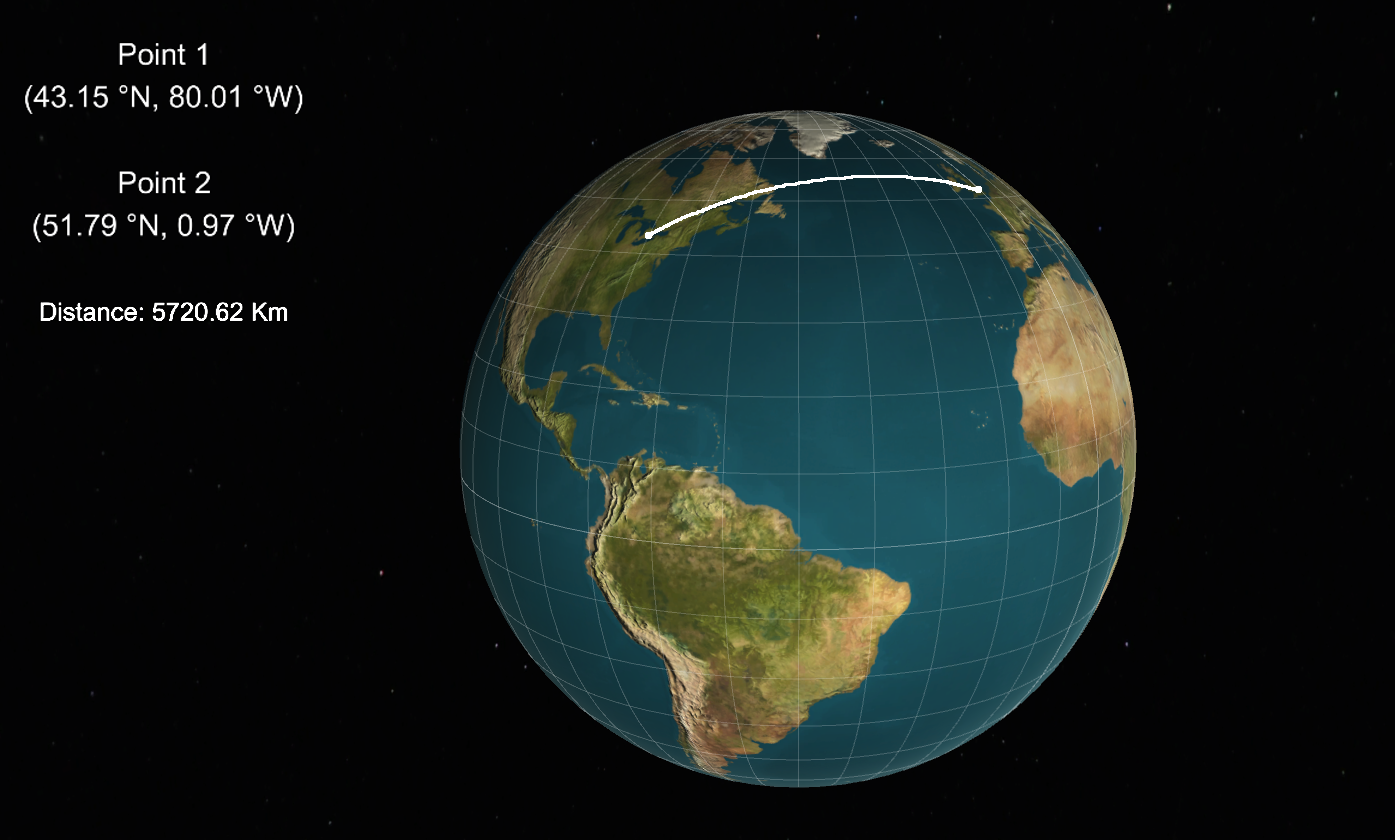 Point 1
(43.15 °N, 80.01 °W)
Point 2
(51.79 °N, 0.97 °W)
Distance: 5720.62 Km